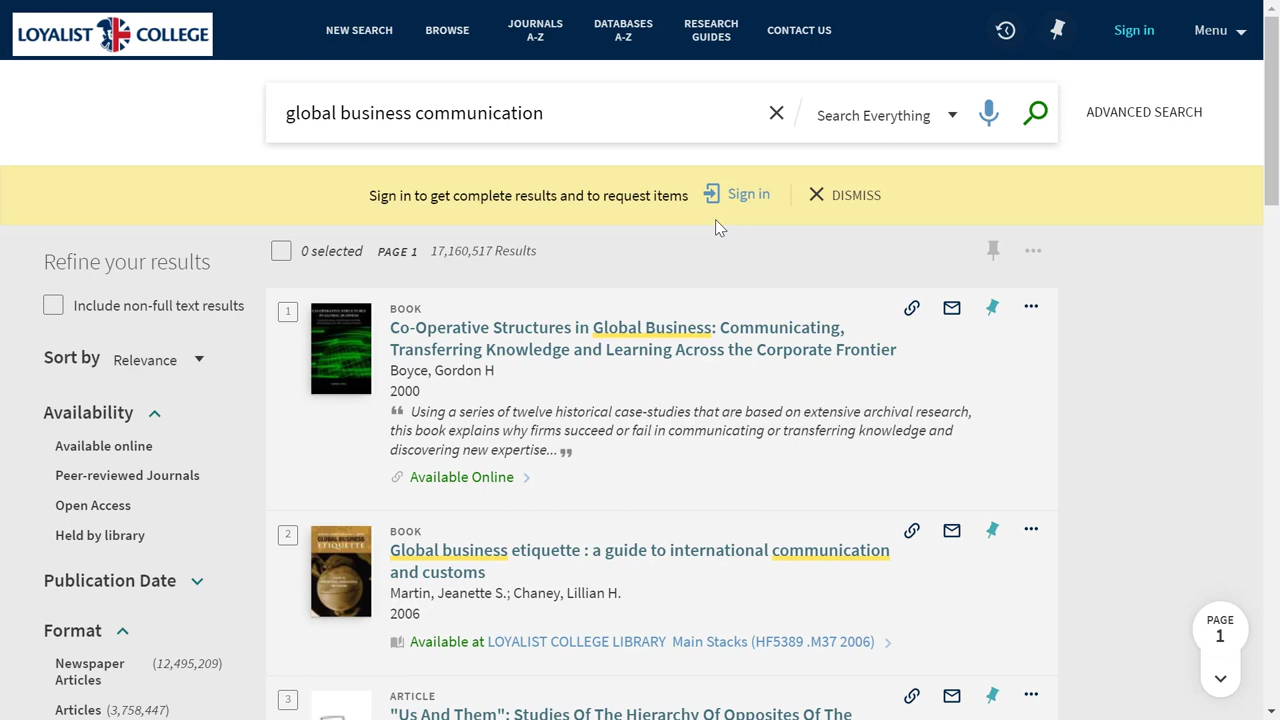 LOYALIST COLLEGE
NEW SEARCH
BROWSE
JOURNALS
A-Z
DATABASES
A-Z
RESEARCH
GUIDES
CONTACT US
Sign in
Menu
global business communication
Search Everything
ADVANCED SEARCH
Sign in to get complete results and to request items
Sign in
DISMISS
Refine your results
Include non-full text results
Sort by Relevance
Availability
Available online
Peer-reviewed Journals
Open Access
Held by library
Publication Date
Format
Newspaper (12,495,209)
Articles
Articles (3,758,447)
0 selected PAGE 1 17,160,517 Results
1
BOOK
Co-Operative Structures in Global Business: Communicating,
Transferring Knowledge and Learning Across the Corporate Frontier
Boyce, Gordon H
2000
Using a series of twelve historical case-studies that are based on extensive archival research,
this book explains why firms succeed or fail in communicating or transferring knowledge and
discovering new expertise...
Available Online
2
GLOBAL BUSINESS
ETIQUETTE
BOOK
Global business etiquette : a guide to international communication
and customs
Martin, Jeanette S.; Chaney, Lillian H.
2006
Available at LOYALIST COLLEGE LIBRARY Main Stacks (HF5389 .M37 2006)
3
ARTICLE
"Us And Them": Studies Of The Hierarchy Of Opposites Of The
PAGE
1